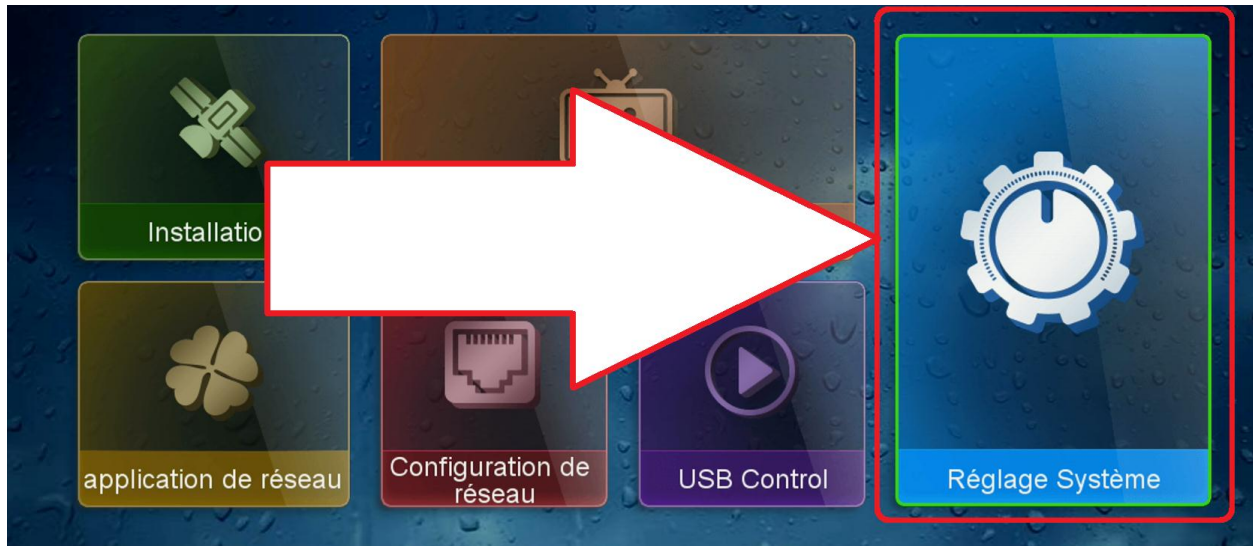 Installatio
Réglage Système
application de réseau
Configuration de
réseau
USB Control